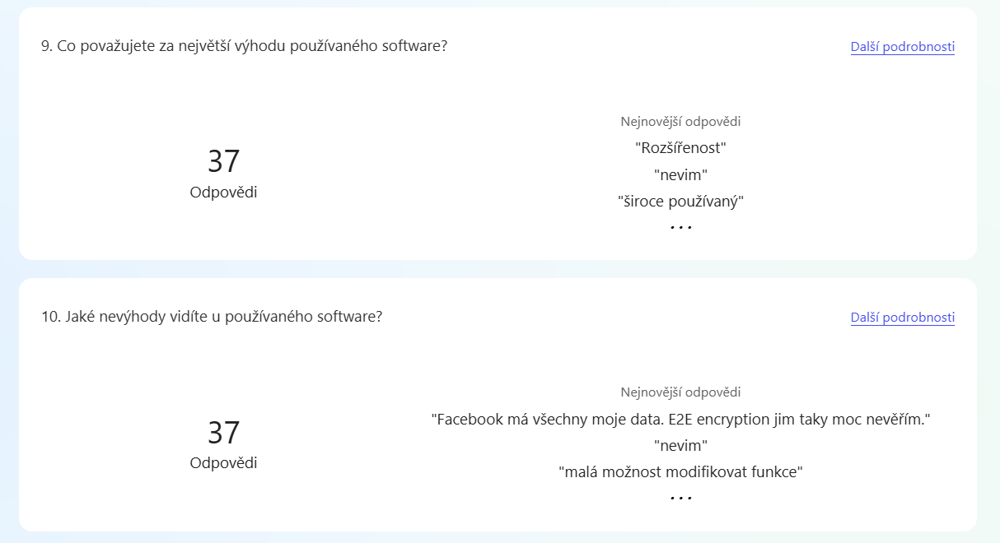 9. Co považujete za největší výhodu používaného software?
Další podrobnosti
37
Odpovědi
Nejnovější odpovědi
"Rozšířenost"
"nevim"
"široce používaný"
...
10. Jaké nevýhody vidíte u používaného software?
Další podrobnosti
37
Odpovědi
Nejnovější odpovědi
"Facebook má všechny moje data. E2E encryption jim taky moc nevěřím."
"nevim"
"malá možnost modifikovat funkce"
...